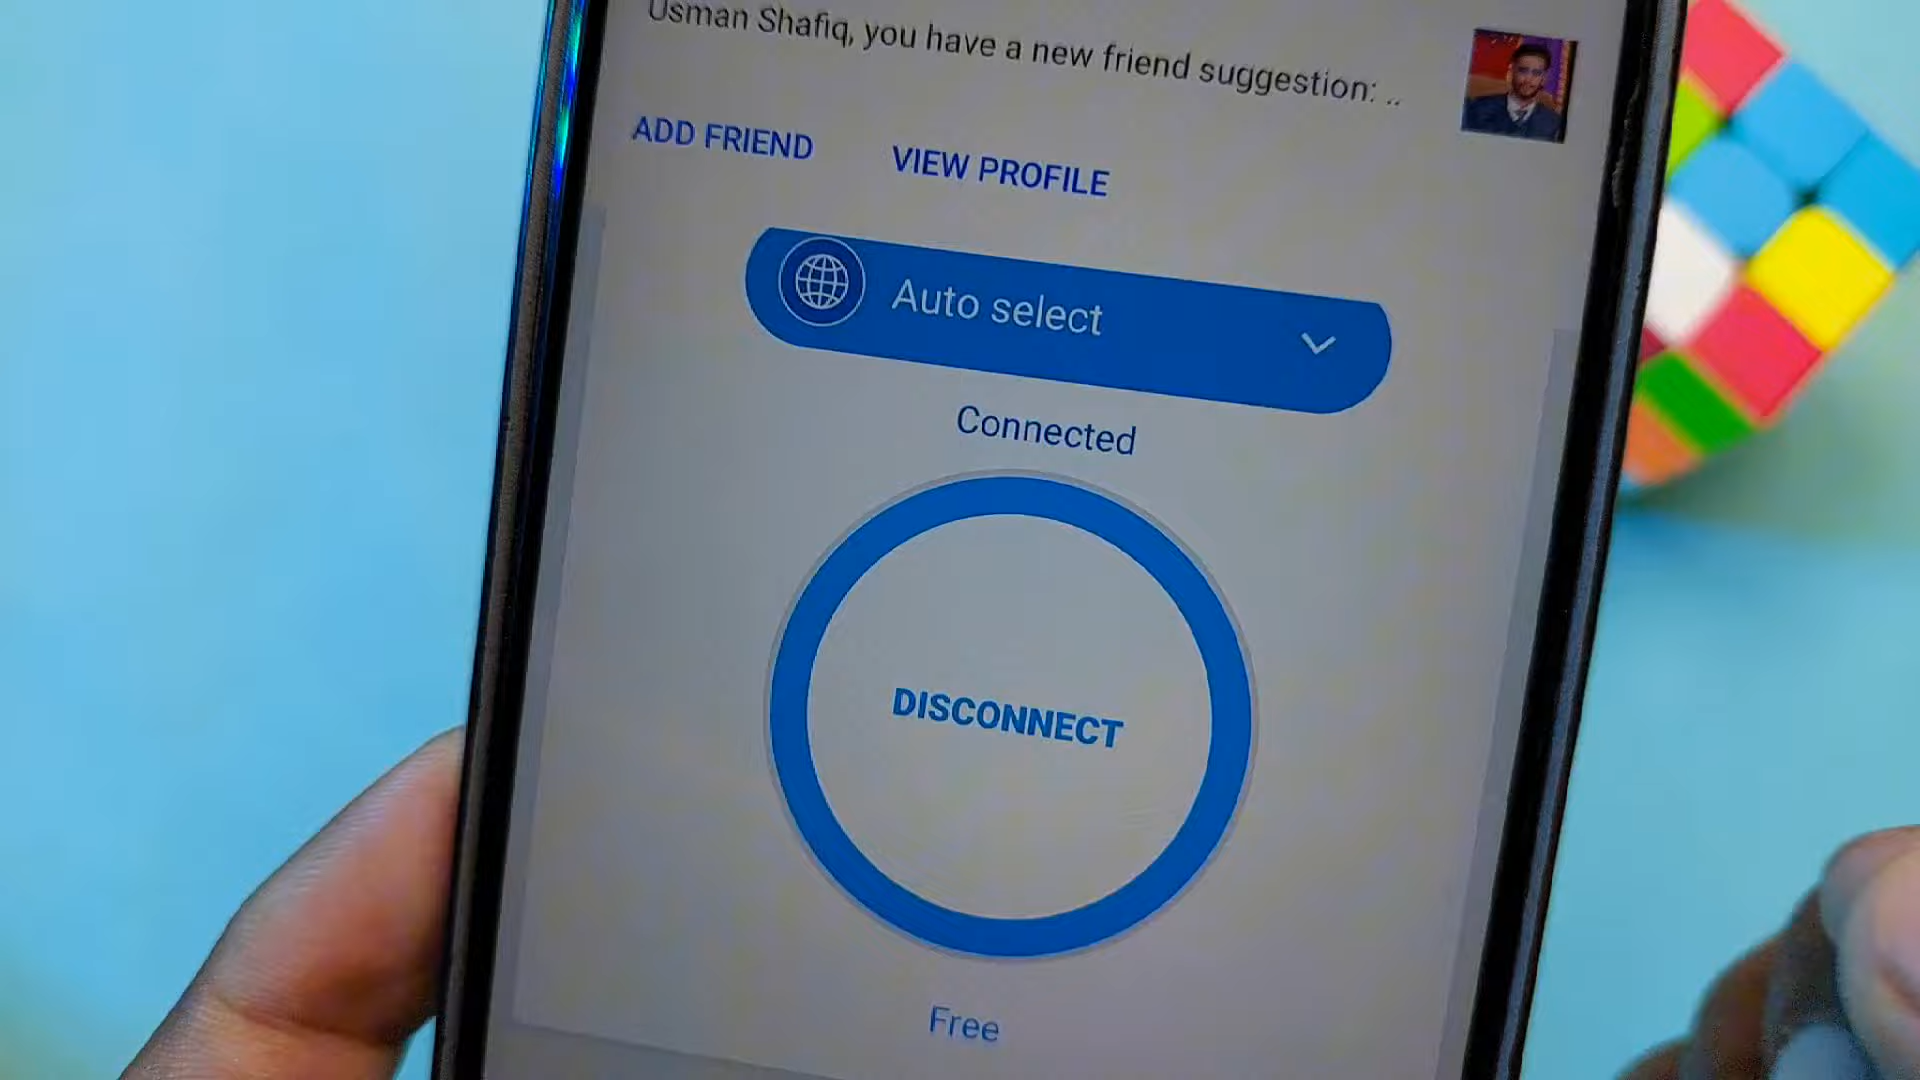 Usman Shafiq, you have a new friend suggestion: ..
ADD FRIEND
VIEW PROFILE
Auto select
Connected
DISCONNECT
Free